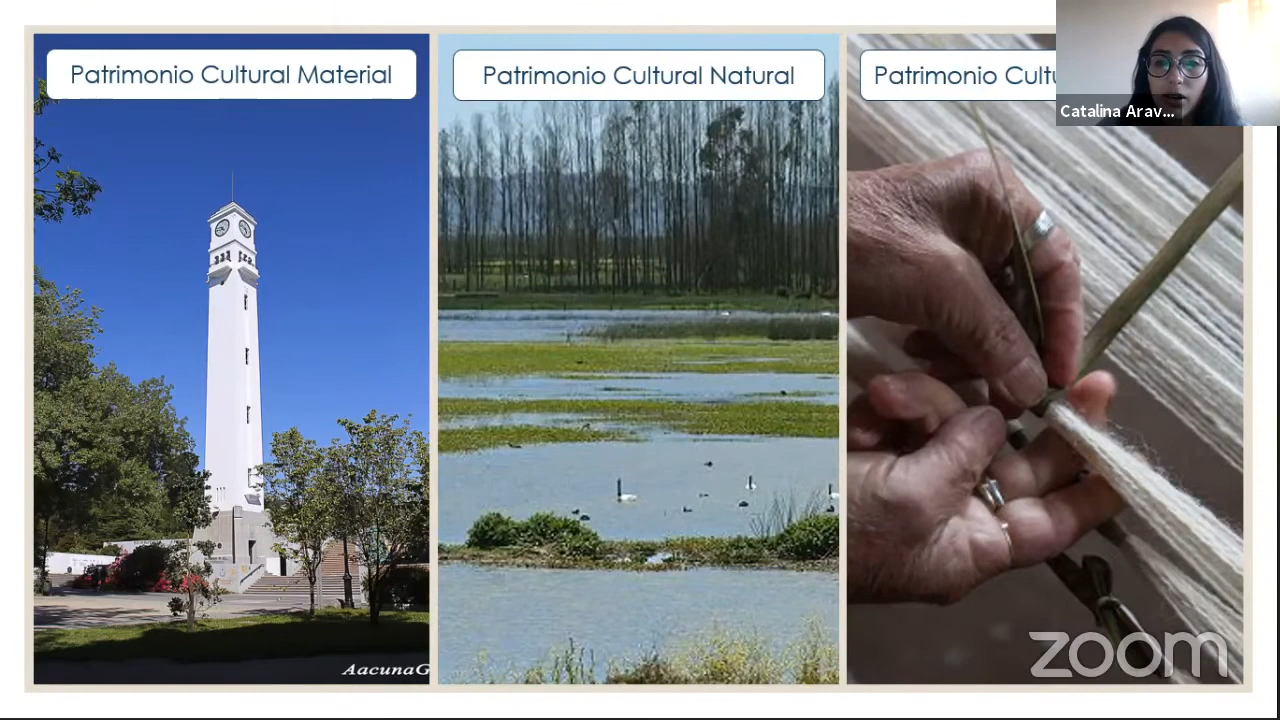 Patrimonio Cultural Material
Patrimonio Cultural Natural
Patrimonio Cultu
Catalina Arav...
AacunaG
zoom